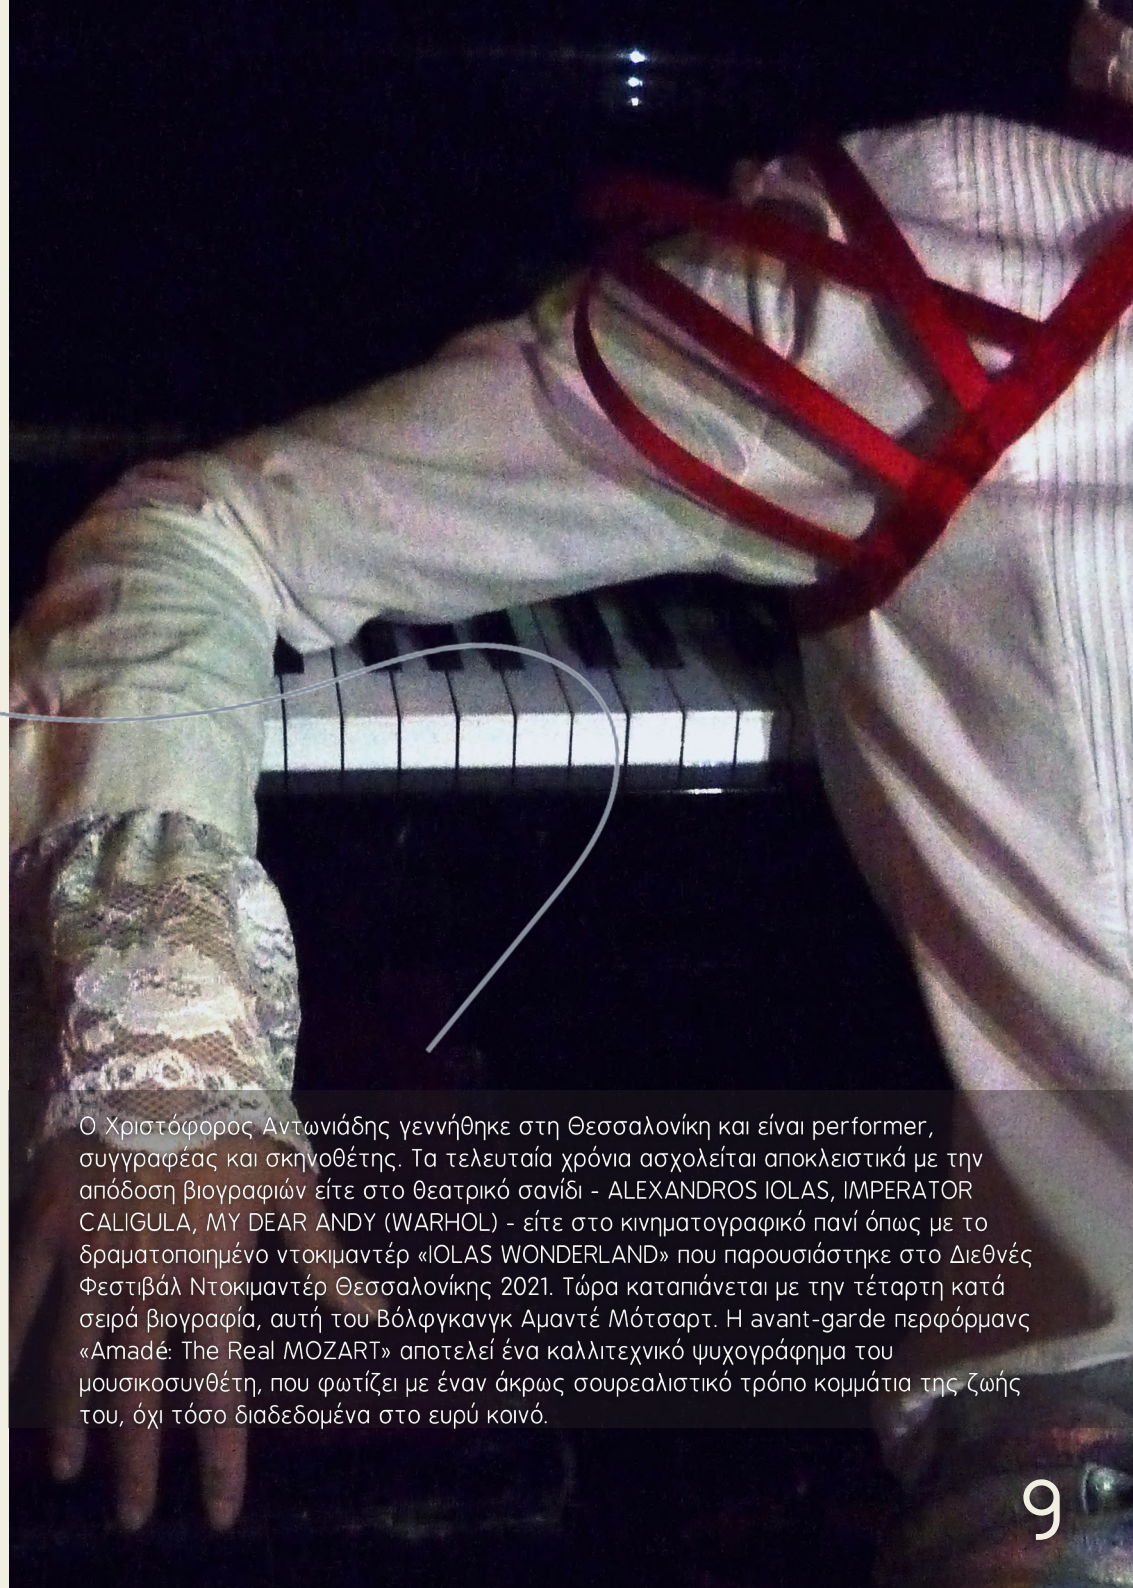 Ο Χριστόφορος Αντωνιάδης γεννήθηκε στη Θεσσαλονίκη και είναι performer,
συγγραφέας και σκηνοθέτης. Τα τελευταία χρόνια ασχολείται αποκλειστικά με την
απόδοση βιογραφιών είτε στο θεατρικό σανίδι - ALEXANDROS IOLAS, IMPERATOR
CALIGULA, MY DEAR ANDY (WARHOL) - είτε στο κινηματογραφικό πανί όπως με το
δραματοποιημένο ντοκιμαντέρ «IOLAS WONDERLAND» που παρουσιάστηκε στο Διεθνές
Φεστιβάλ Ντοκιμαντέρ Θεσσαλονίκης 2021. Τώρα καταπιάνεται με την τέταρτη κατά
σειρά βιογραφία, αυτή του Βόλφγκανγκ Αμαντέ Μότσαρτ. Η avant-garde περφόρμανς
«Amadé: The Real MOZART» αποτελεί ένα καλλιτεχνικό ψυχογράφημα του
μουσικοσυνθέτη, που φωτίζει με έναν άκρως σουρεαλιστικό τρόπο κομμάτια της ζωής
του, όχι τόσο διαδεδομένα στο ευρύ κοινό.
9